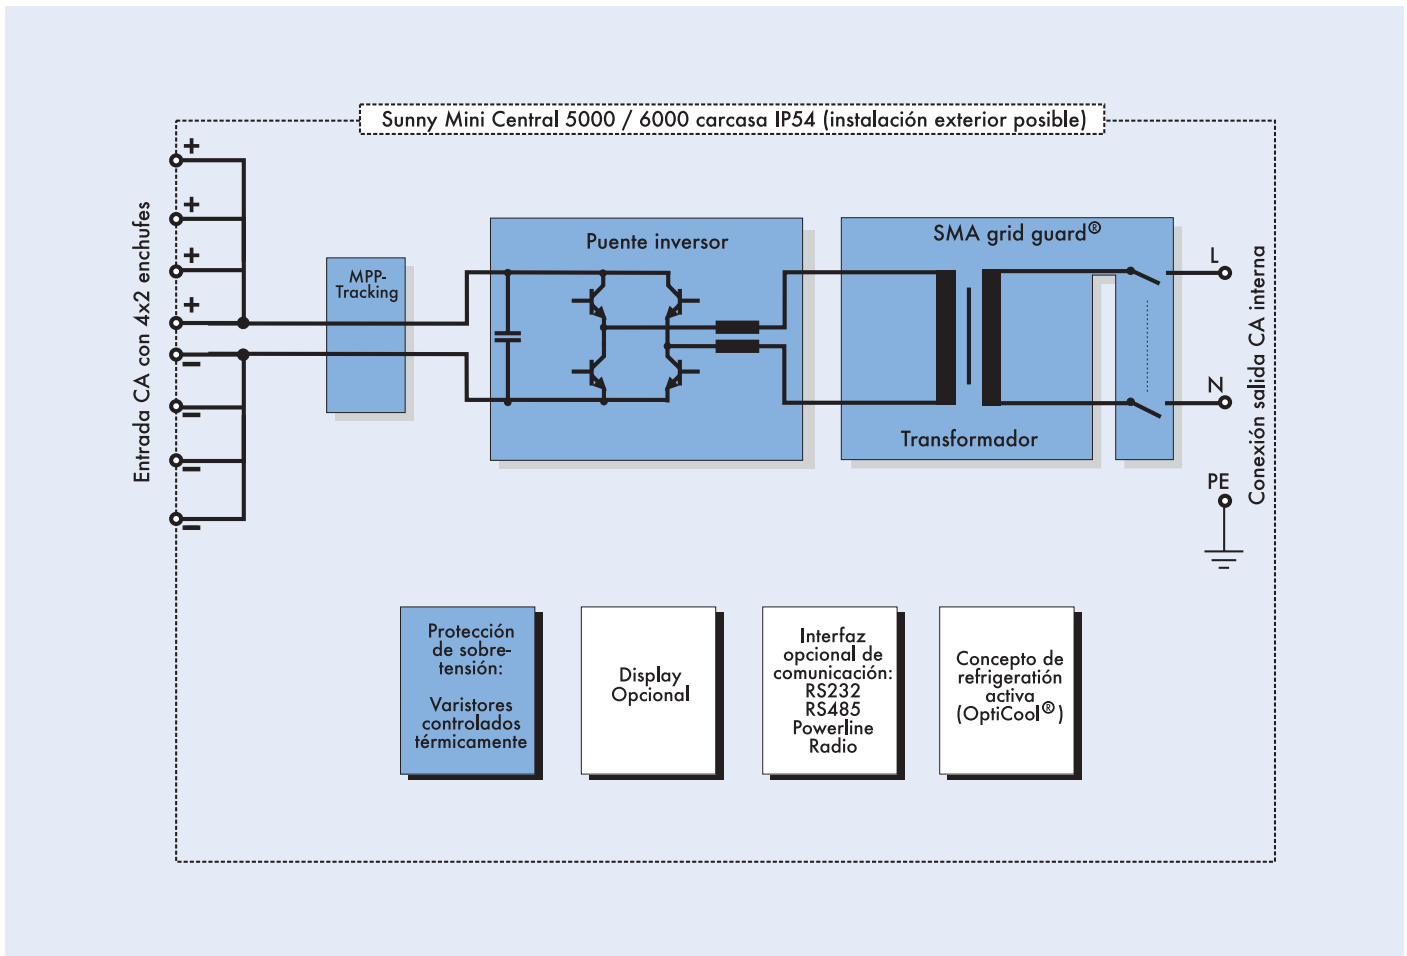 Sunny Mini Central 5000 / 6000 carcasa IP54 (instalación exterior posible)
Entrada CA con 4x2 enchufes
+
+
+
+
−
−
−
−
MPP-
Tracking
Puente inversor
SMA grid guard®
Transformador
L
N
PE
Conexión salida CA interna
Protección
de sobre-
tensión:
Varistores
controlados
térmicamente
Display
Opcional
Interfaz
opcional de
comunicación:
RS232
RS485
Powerline
Radio
Concepto de
refrigeratión
activa
(OptiCool®)